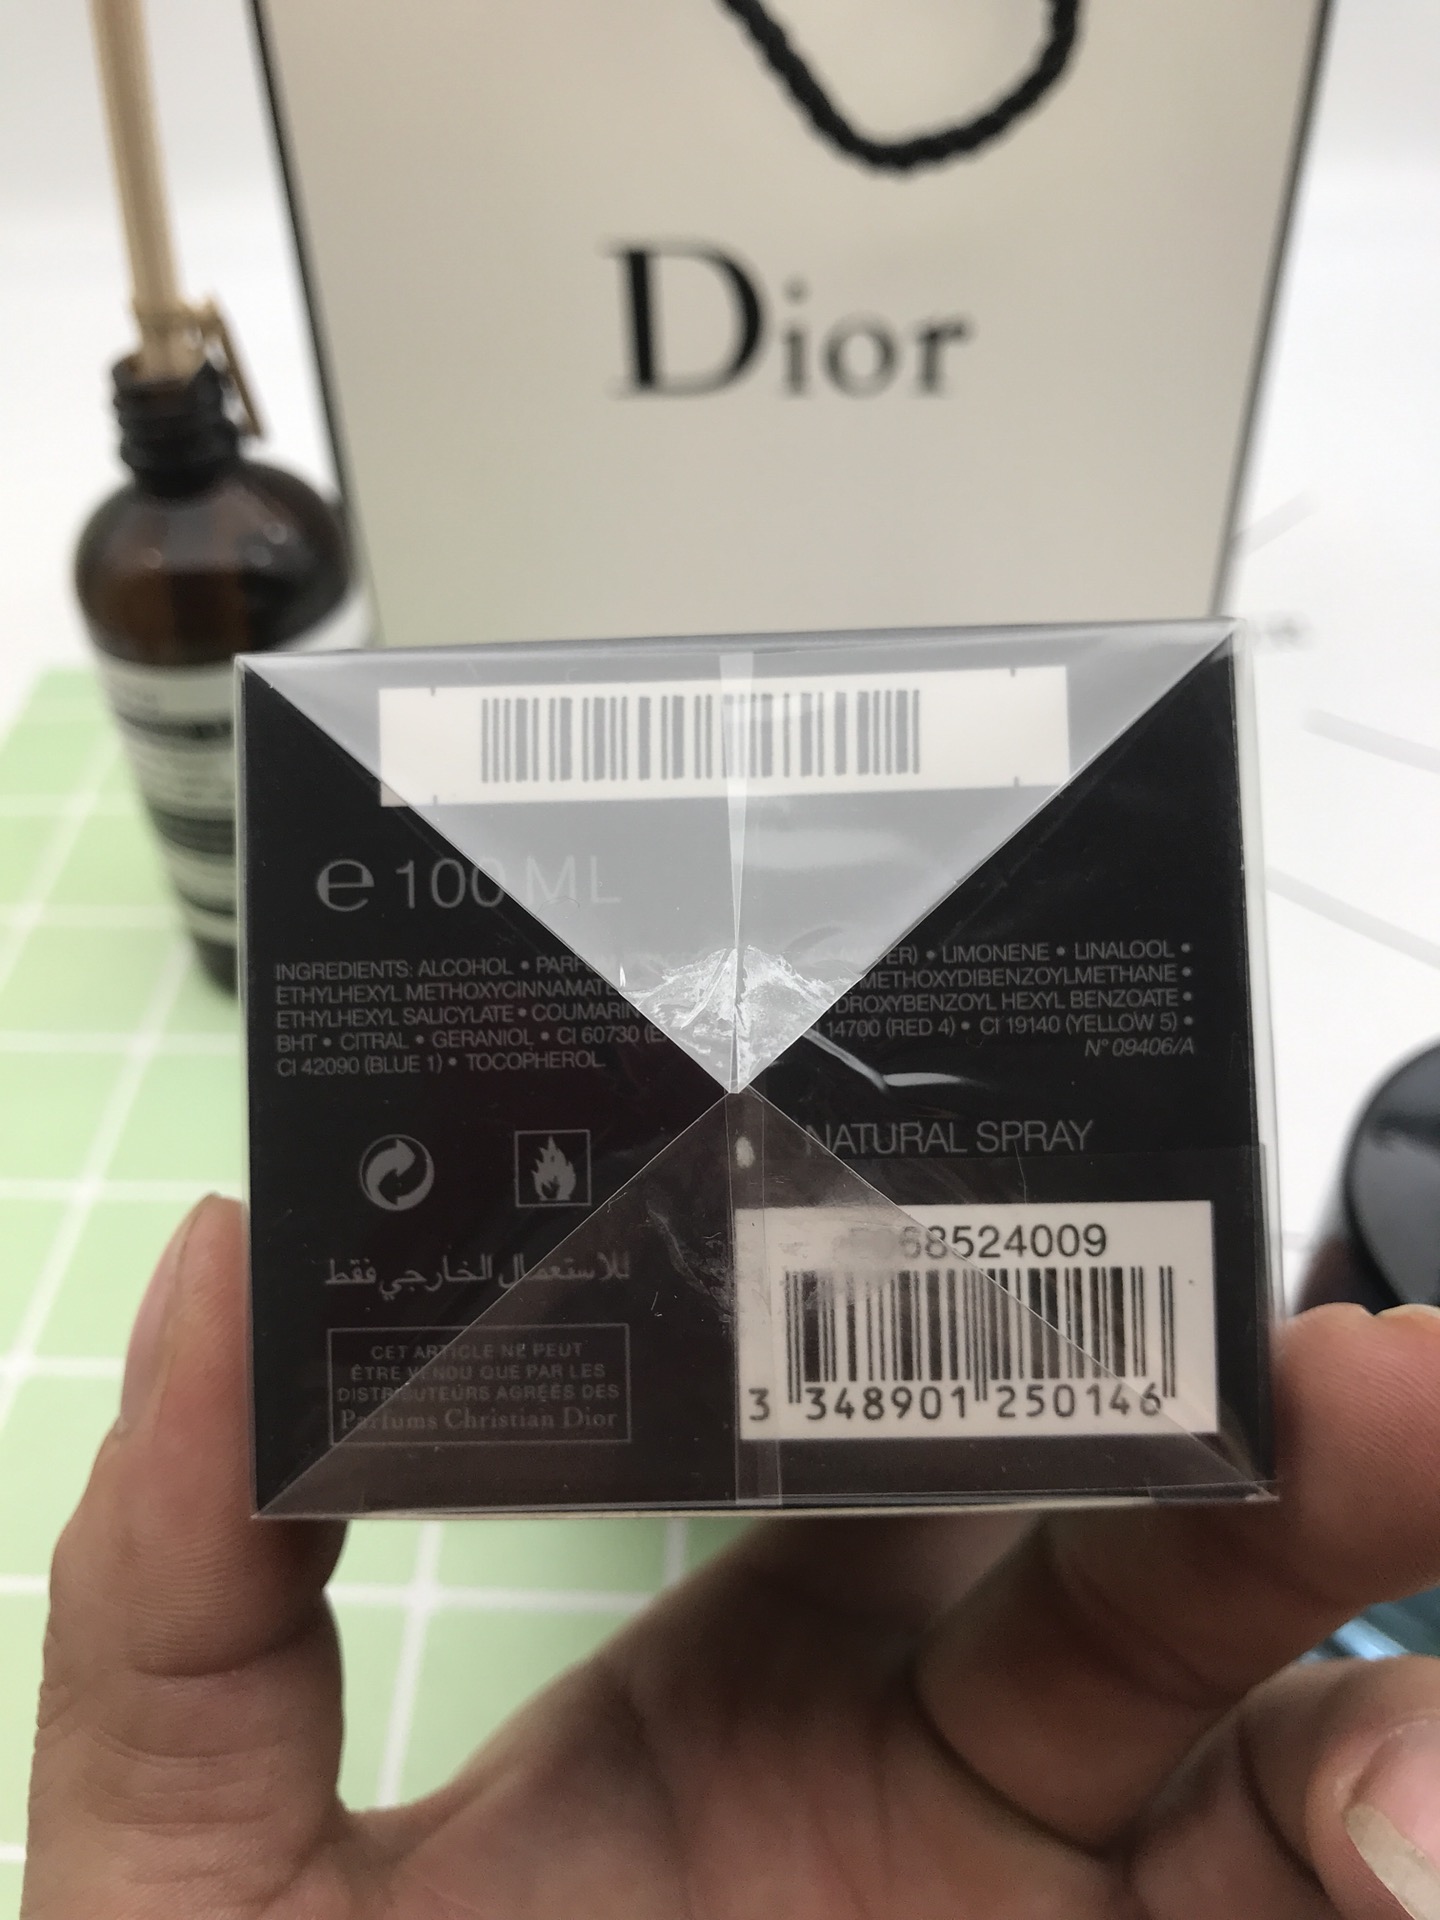 Dior
e 100 ML
INGREDIENTS: ALCOHOL • LIMONENE • LINALOOL •
ETHYLHEXYL METHOXYCINNAMATE METHOXYDIBENZOYLMETHANE •
ETHYLHEXYL SALICYLATE • COUMARIN HEXYL BENZOATE •
BHT • CITRAL • GERANIOL • CI 60730 14700 (RED 4) • CI 19140 (YELLOW 5) •
CI 42090 (BLUE 1) • TOCOPHEROL
N° 09406/A
NATURAL SPRAY
للاستعمال الخارجي فقط
CET ARTICLE NE PEUT
ÊTRE VENDU QUE PAR LES
DISTRIBUTEURS AGRÉÉS DES
Parfums Christian Dior
68524009
3 348901 250146